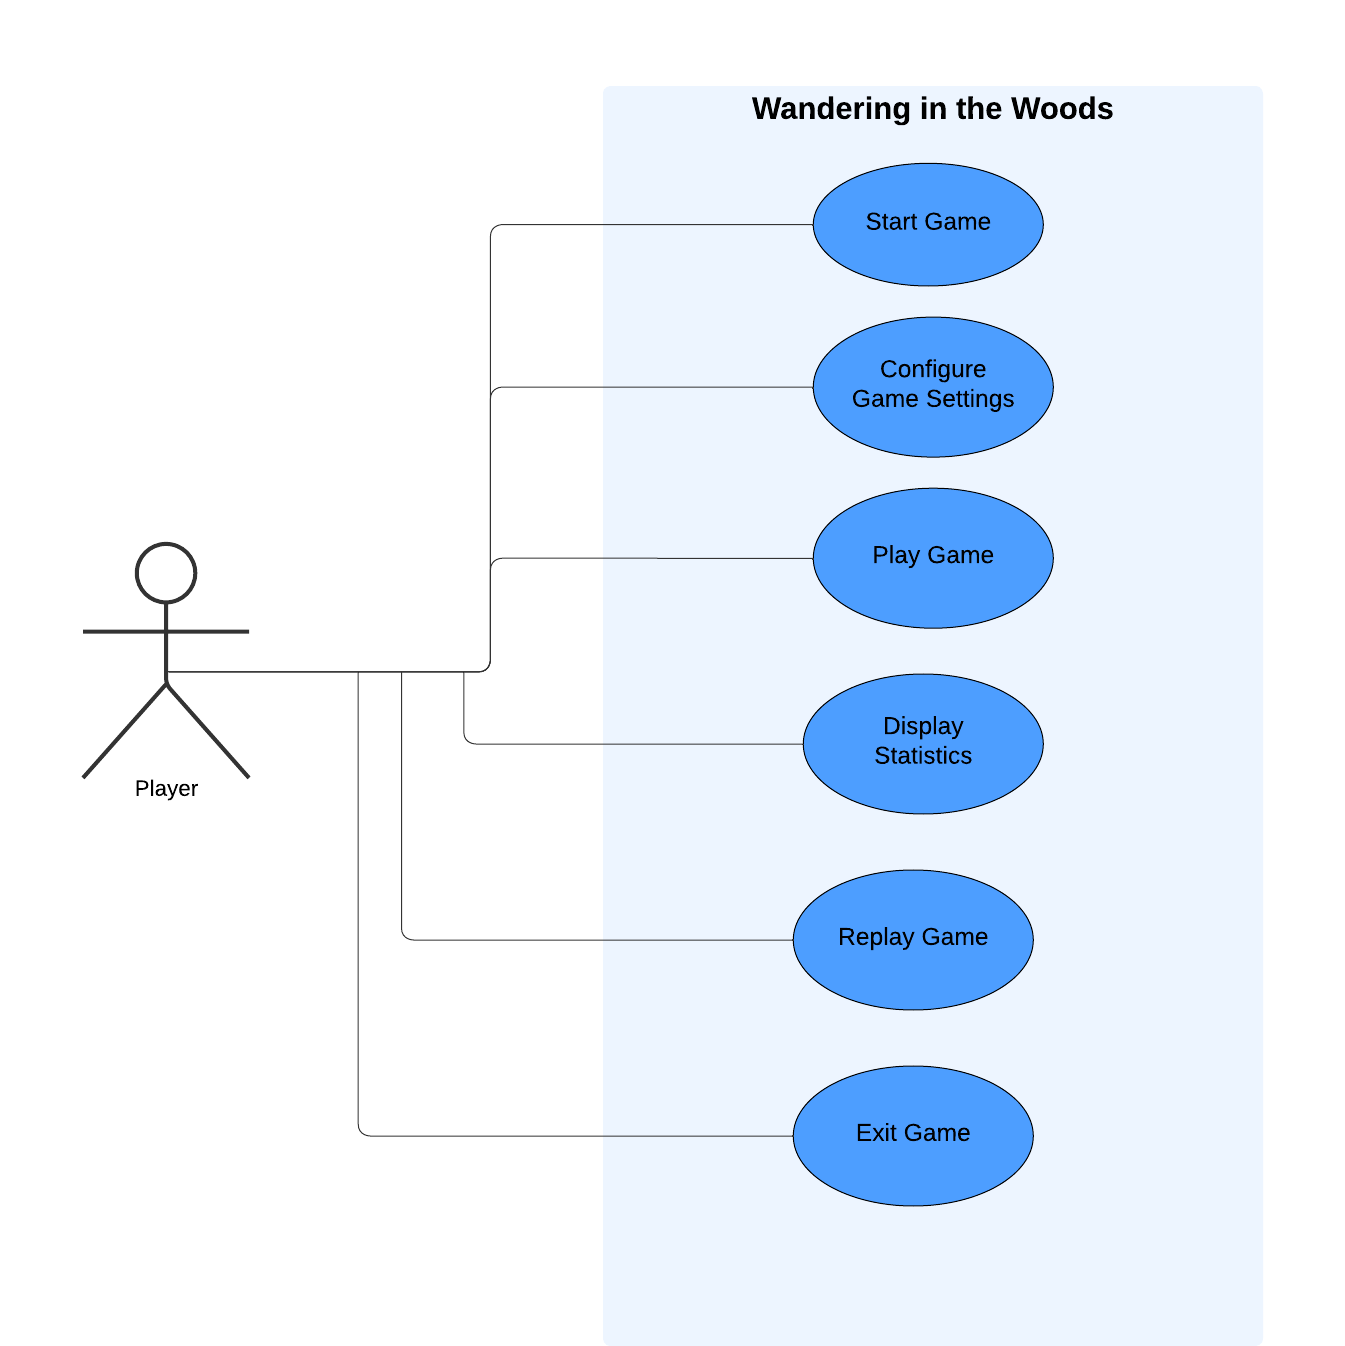 Wandering in the Woods
Start Game
Configure
Game Settings
Play Game
Display
Statistics
Player
Replay Game
Exit Game